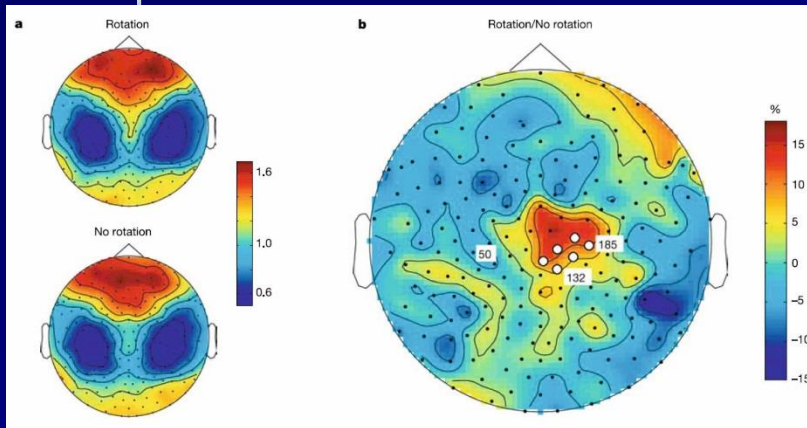 a
Rotation
1.6
1,0
0.6
No rotation
b
Rotation/No rotation
50
185
132
%
15
10
5
0
−5
−10
−15